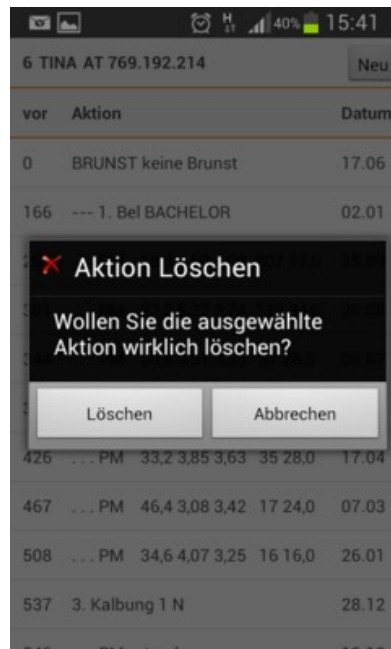 40% 15:41
6 TINA AT 769.192.214 Neu
vor Aktion Datum
0 BRUNST keine Brunst 17.06
166 --- 1. Bel BACHELOR 02.01
Aktion Löschen
Wollen Sie die ausgewählte
Aktion wirklich löschen?
Löschen Abbrechen
426 . . . PM 33,2 3,85 3,63 35 28,0 17.04
467 . . . PM 46,4 3,08 3,42 17 24,0 07.03
508 . . . PM 34,6 4,07 3,25 16 16,0 26.01
537 3. Kalbung 1 N 28.12